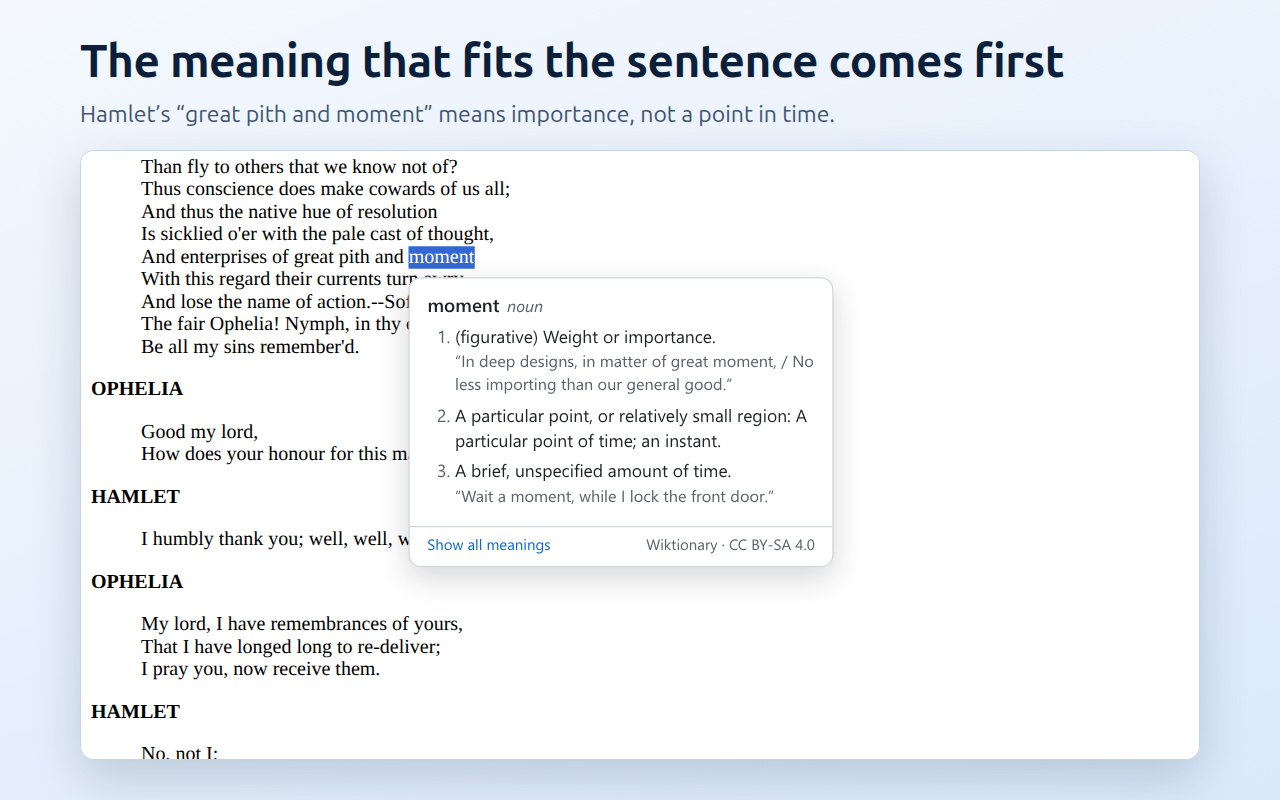 The meaning that fits the sentence comes first
Hamlet’s “great pith and moment” means importance, not a point in time.
Than fly to others that we know not of?
Thus conscience does make cowards of us all;
And thus the native hue of resolution
Is sicklied o'er with the pale cast of thought,
And enterprises of great pith and moment
With this regard their currents turn awry,
And lose the name of action.--Sof
The fair Ophelia! Nymph, in thy
Be all my sins remember'd.
moment noun
1. (figurative) Weight or importance.
“In deep designs, in matter of great moment, / No
less importing than our general good.”
2. A particular point, or relatively small region: A
particular point of time; an instant.
3. A brief, unspecified amount of time.
“Wait a moment, while I lock the front door.”
Show all meanings
Wiktionary · CC BY-SA 4.0
OPHELIA
Good my lord,
How does your honour for this
HAMLET
I humbly thank you; well, well,
OPHELIA
My lord, I have remembrances of yours,
That I have longed long to re-deliver;
I pray you, now receive them.
HAMLET
No, not I;